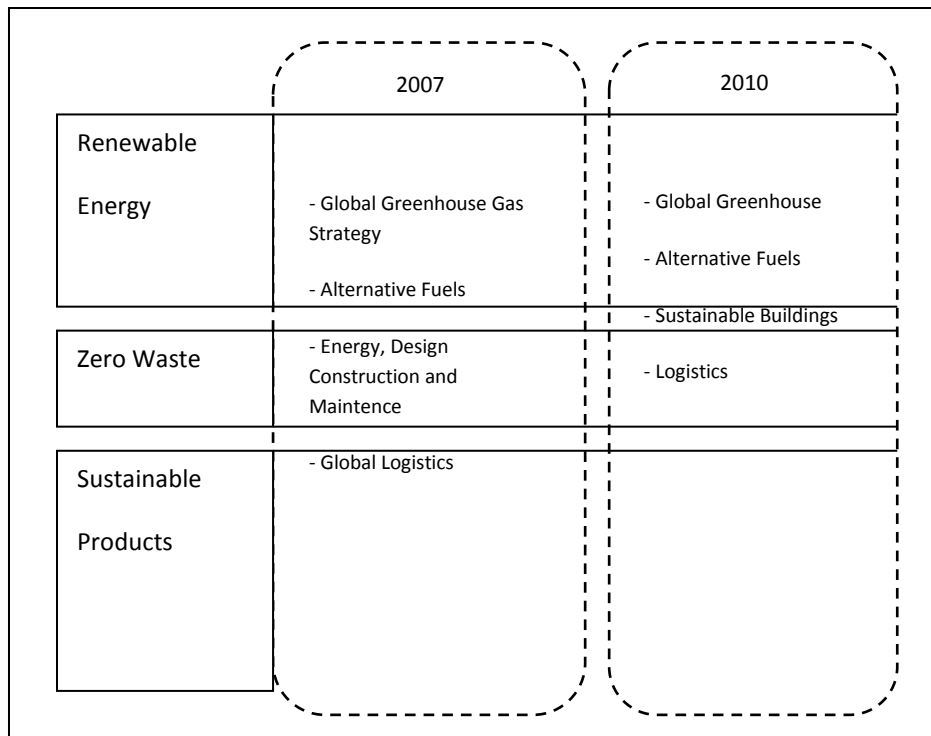 2007
2010
Renewable
Energy
- Global Greenhouse Gas
Strategy
- Alternative Fuels
- Global Greenhouse
- Alternative Fuels
- Sustainable Buildings
Zero Waste
- Energy, Design
Construction and
Maintence
- Logistics
Sustainable
Products
- Global Logistics